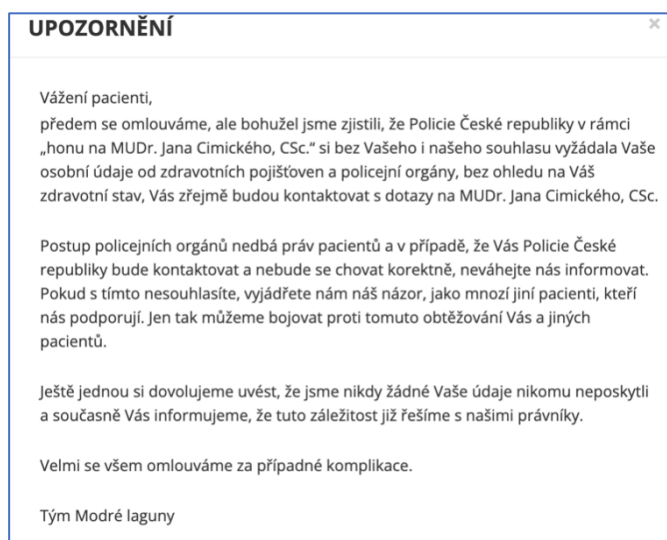 UPOZORNĚNÍ
×
Vážení pacienti,
předem se omlouváme, ale bohužel jsme zjistili, že Policie České republiky v rámci
„honu na MUDr. Jana Cimického, CSc.“ si bez Vašeho i našeho souhlasu vyžádala Vaše
osobní údaje od zdravotních pojišťoven a policejní orgány, bez ohledu na Váš
zdravotní stav, Vás zřejmě budou kontaktovat s dotazy na MUDr. Jana Cimického, CSc.
Postup policejních orgánů nedbá práv pacientů a v případě, že Vás Policie České
republiky bude kontaktovat a nebude se chovat korektně, neváhejte nás informovat.
Pokud s tímto nesouhlasíte, vyjádřete nám náš názor, jako mnozí jiní pacienti, kteří
nás podporují. Jen tak můžeme bojovat proti tomuto obtěžování Vás a jiných
pacientů.
Ještě jednou si dovolujeme uvést, že jsme nikdy žádné Vaše údaje nikomu neposkytli
a současně Vás informujeme, že tuto záležitost již řešíme s našimi právníky.
Velmi se všem omlouváme za případné komplikace.
Tým Modré laguny